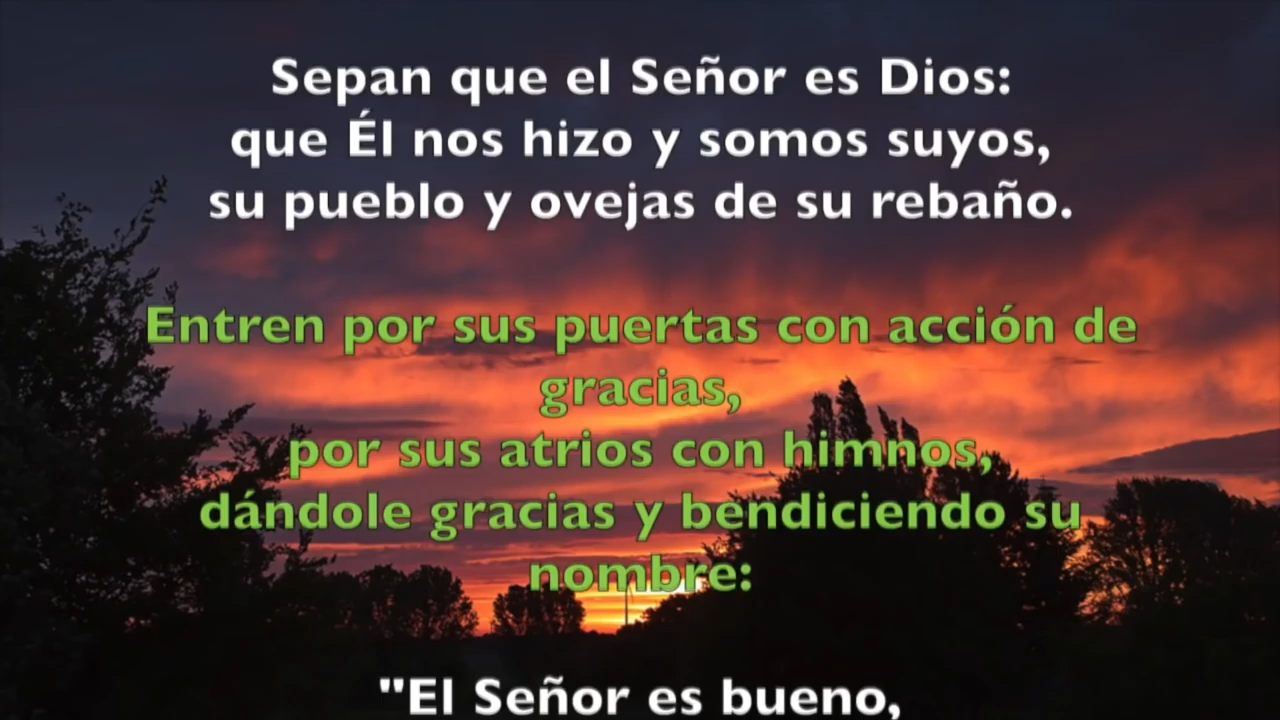 Sepan que el Señor es Dios:
que Él nos hizo y somos suyos,
su pueblo y ovejas de su rebaño.
Entren por sus puertas con acción de
gracias,
por sus atrios con himnos,
dándole gracias y bendiciendo su
nombre:
"El Señor es bueno,